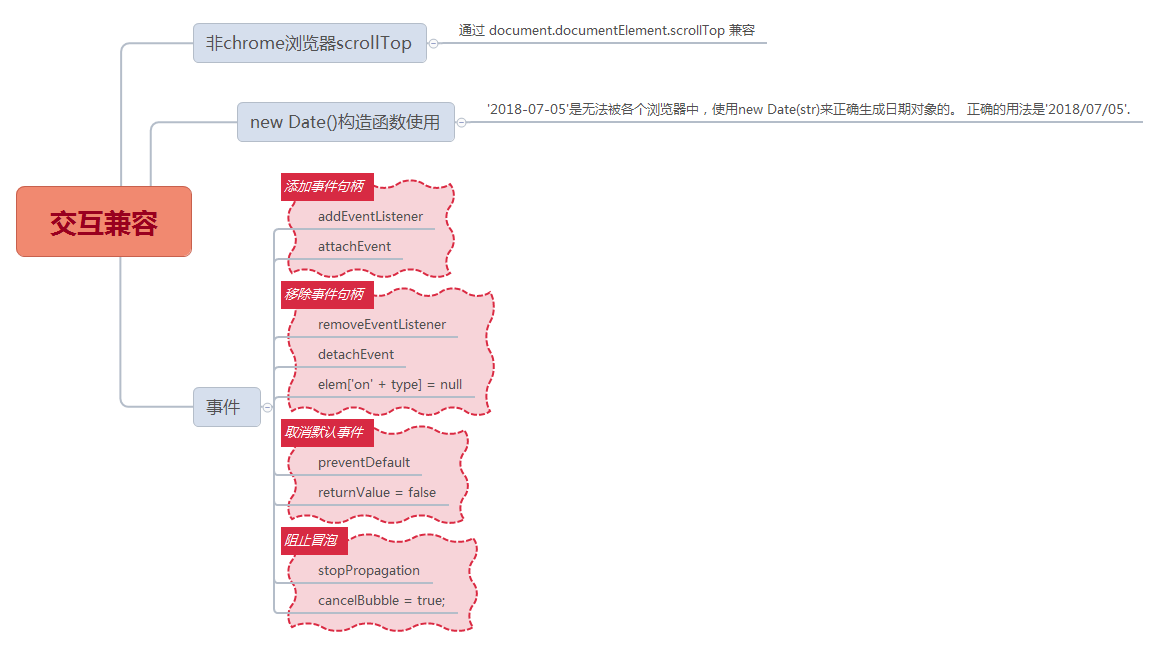 非chrome浏览器scrollTop
通过 document.documentElement.scrollTop 兼容
new Date()构造函数使用
'2018-07-05'是无法被各个浏览器中，使用new Date(str)来正确生成日期对象的。 正确的用法是'2018/07/05'.
交互兼容
事件
添加事件句柄
addEventListener
attachEvent
移除事件句柄
removeEventListener
detachEvent
elem['on' + type] = null
取消默认事件
preventDefault
returnValue = false
阻止冒泡
stopPropagation
cancelBubble = true;